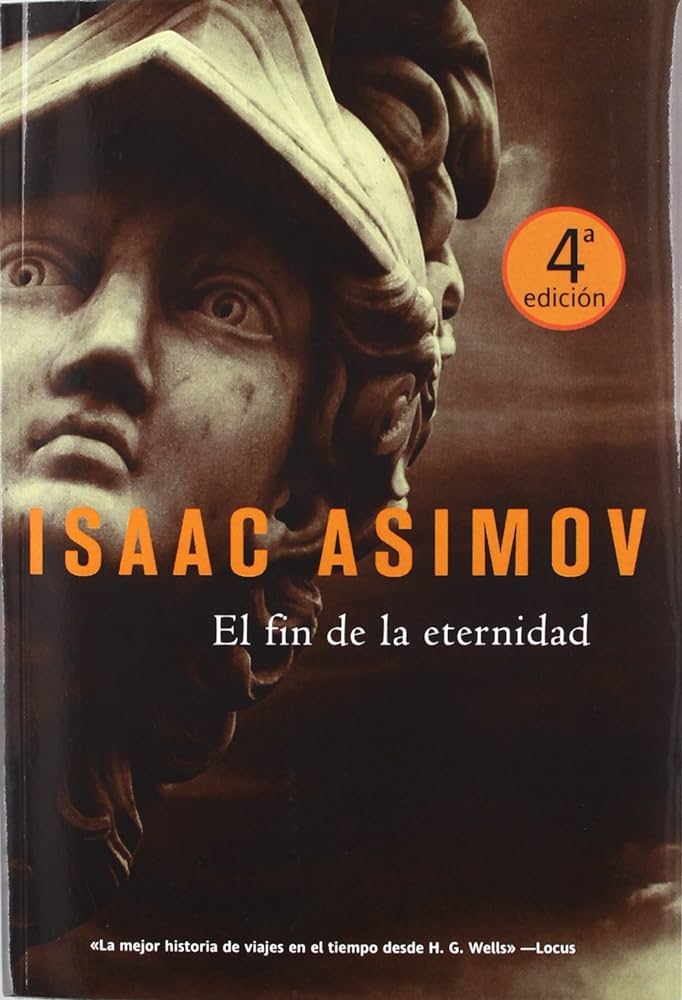 4ª
edición
ISAAC ASIMOV
El fin de la eternidad
«La mejor historia de viajes en el tiempo desde H. G. Wells» —Locus